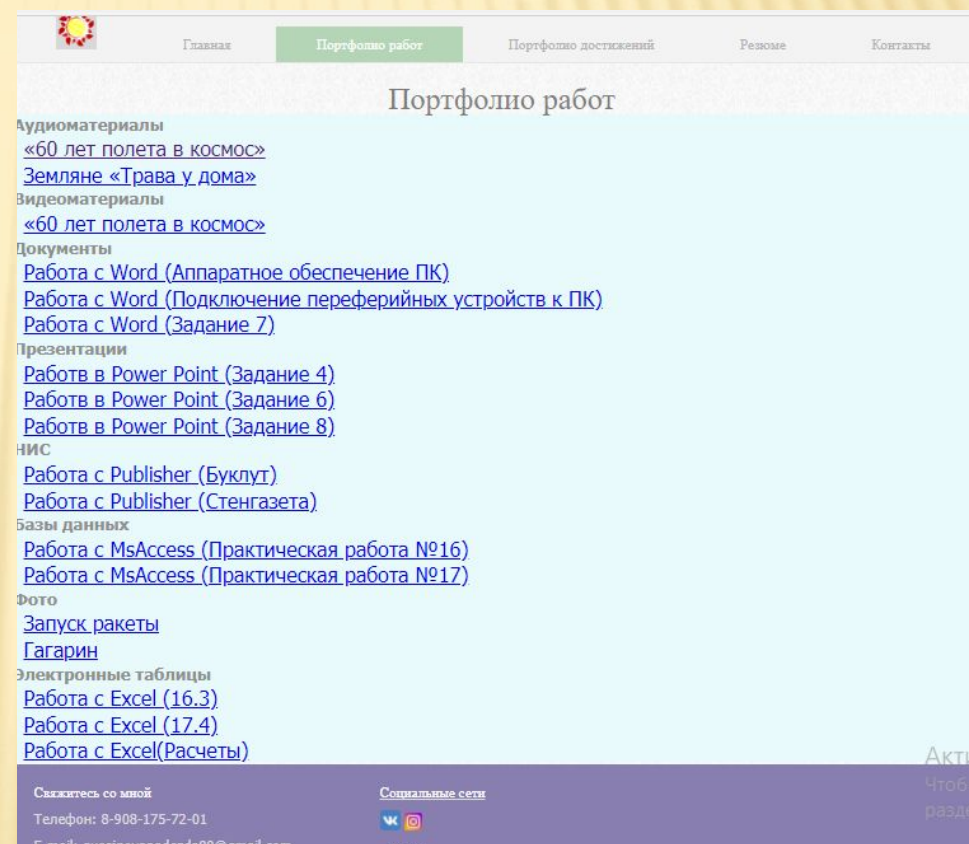 Главная Портфолио работ Портфолио достижений Резюме Контакты
Портфолио работ
Аудиоматериалы
«60 лет полета в космос»
Земляне «Трава у дома»
Видеоматериалы
«60 лет полета в космос»
Документы
Работа с Word (Аппаратное обеспечение ПК)
Работа с Word (Подключение переферийных устройств к ПК)
Работа с Word (Задание 7)
Презентации
Работв в Power Point (Задание 4)
Работв в Power Point (Задание 6)
Работв в Power Point (Задание 8)
НИС
Работа с Publisher (Буклут)
Работа с Publisher (Стенгазета)
Базы данных
Работа с MsAccess (Практическая работа №16)
Работа с MsAccess (Практическая работа №17)
Фото
Запуск ракеты
Гагарин
Электронные таблицы
Работа с Excel (16.3)
Работа с Excel (17.4)
Работа с Excel(Расчеты)
Свяжитесь со мной Социальные сети
Телефон: 8-908-175-72-01